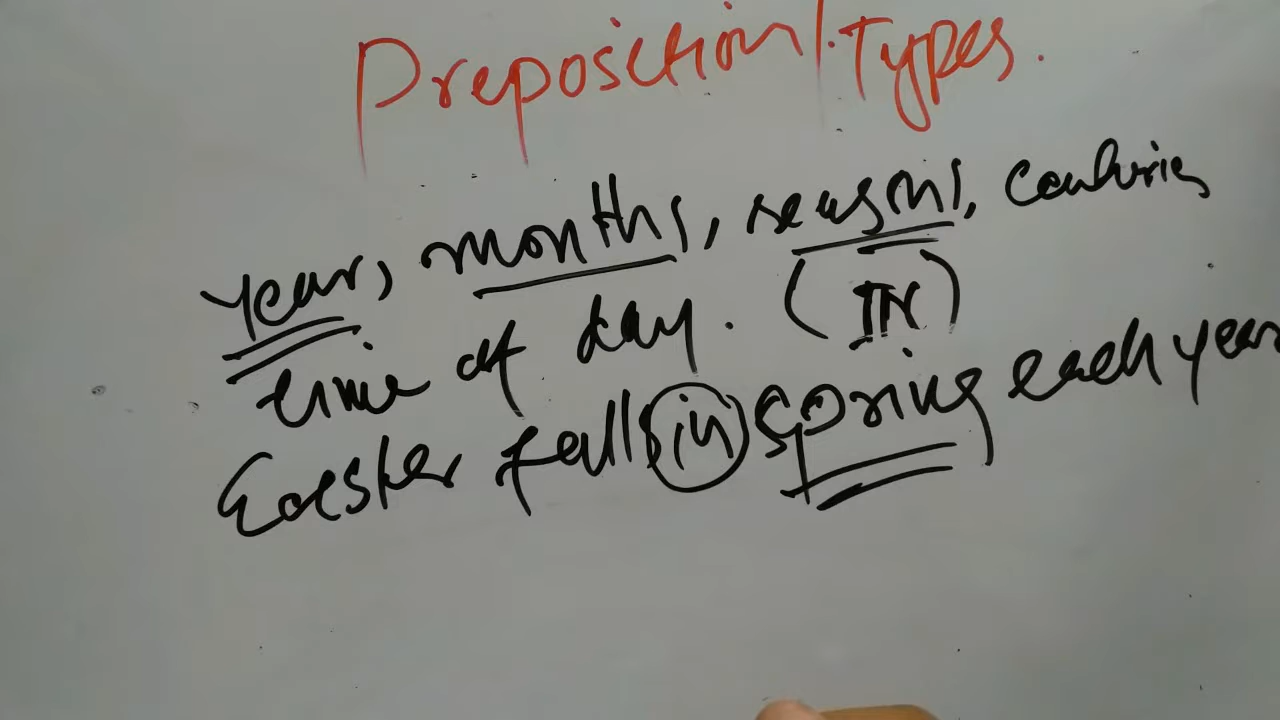 Preposition/.Types.
Year, months, seasons, centuries
time of day. (IN)
Easter falls in spring each year